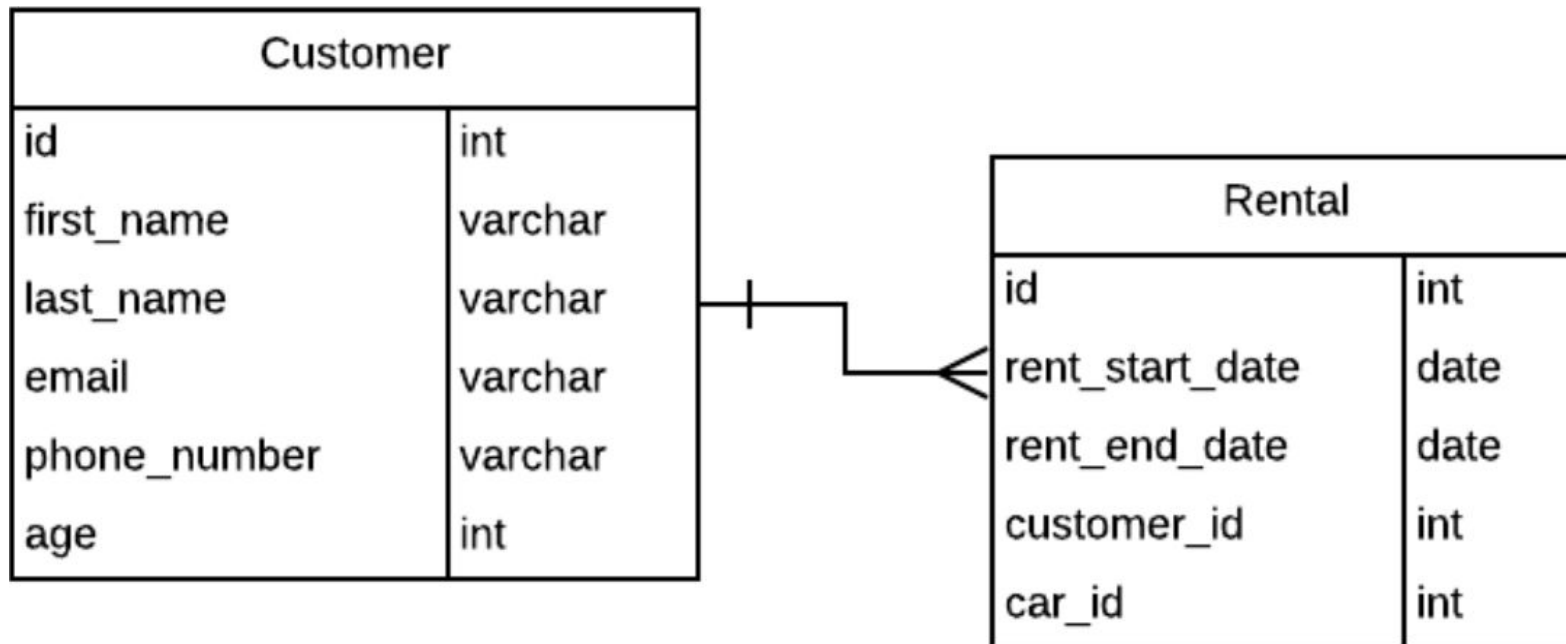 Customer
id int
first_name varchar
last_name varchar
email varchar
phone_number varchar
age int
Rental
id int
rent_start_date date
rent_end_date date
customer_id int
car_id int